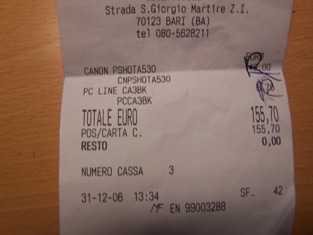 Strada S.Giorgio Martire Z.I.
70123 BARI (BA)
tel 080-5628211
CANON PSHOTA530
CNPSHOTA530
PC LINE CA3BK
PCCA3BK
TOTALE EURO 155,70
POS/CARTA C. 155,70
RESTO 0,00
NUMERO CASSA 3
31-12-06 13:34 SF. 42
MF EN 99003288